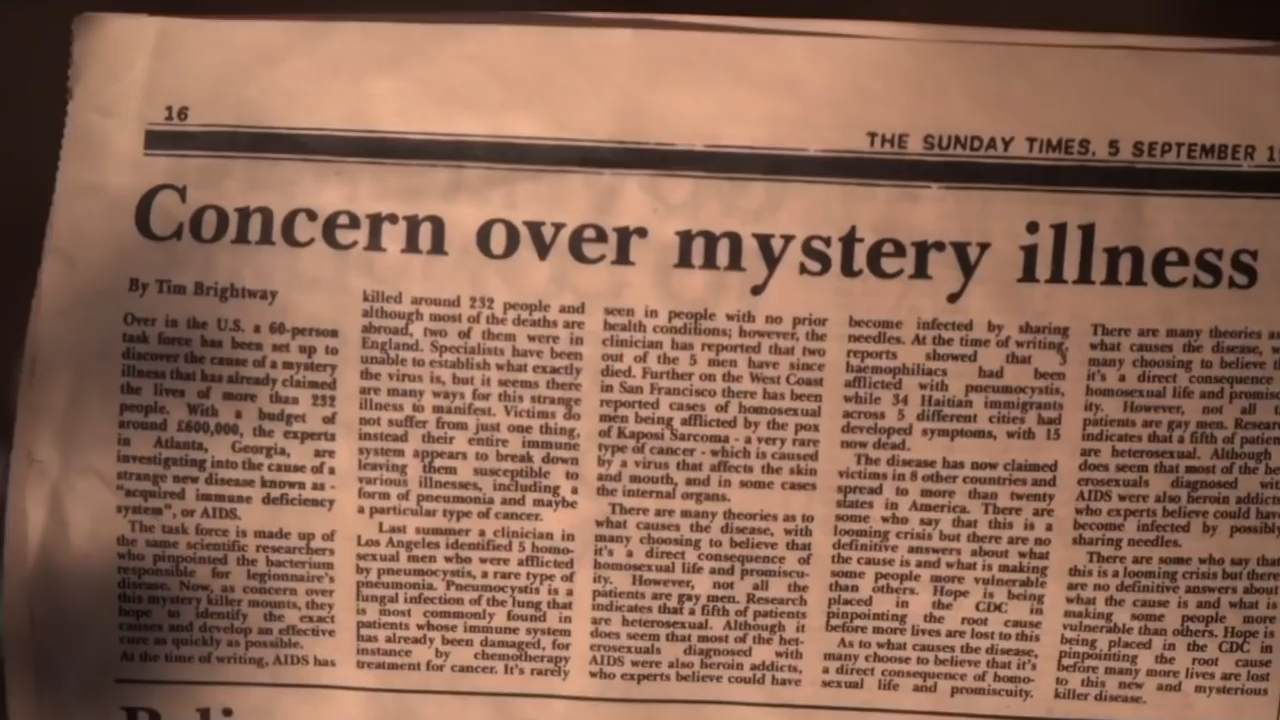 16
THE SUNDAY TIMES, 5 SEPTEMBER
Concern over mystery illness
By Tim Brightway
Over in the U.S. a 60-person
task force has been set up to
discover the cause of a mystery
illness that has already claimed
the lives of more than 232
people. With a budget of
around £600,000, the experts
in Atlanta, Georgia, are
investigating into the cause of a
strange new disease known as -
"acquired immune deficiency
system", or AIDS.
The task force is made up of
the same scientific researchers
who pinpointed the bacterium
responsible for legionnaire's
disease. Now, as concern over
this mystery killer mounts, they
hope to identify the exact
causes and develop an effective
cure as quickly as possible.
At the time of writing, AIDS has
killed around 232 people and
although most of the deaths are
abroad, two of them were in
England. Specialists have been
unable to establish what exactly
the virus is, but it seems there
are many ways for this strange
illness to manifest. Victims do
not suffer from just one thing,
instead their entire immune
system appears to break down
leaving them susceptible to
various illnesses, including a
form of pneumonia and maybe
a particular type of cancer.
Last summer a clinician in
Los Angeles identified 5 homo-
sexual men who were afflicted
by pneumocystis, a rare type of
pneumonia. Pneumocystis is a
fungal infection of the lung that
is most commonly found in
patients whose immune system
has already been damaged, for
instance by chemotherapy
treatment for cancer. It's rarely
seen in people with no prior
health conditions; however, the
clinician has reported that two
out of the 5 men have since
died. Further on the West Coast
in San Francisco there has been
reported cases of homosexual
men being afflicted by the pox
of Kaposi Sarcoma - a very rare
type of cancer - which is caused
by a virus that affects the skin
and mouth, and in some cases
the internal organs.
There are many theories as to
what causes the disease, with
many choosing to believe that
it's a direct consequence of
homosexual life and promiscu-
ity. However, not all the
patients are gay men. Research
indicates that a fifth of patients
are heterosexual. Although it
does seem that most of the het-
erosexuals diagnosed with
AIDS were also heroin addicts,
who experts believe could have
become infected by sharing
needles. At the time of writing,
reports showed that
haemophiliacs had been
afflicted with pneumocystis,
while 34 Haitian immigrants
across 5 different cities had
developed symptoms, with 15
now dead.
The disease has now claimed
victims in 8 other countries and
spread to more than twenty
states in America. There are
some who say that this is a
looming crisis but there are no
definitive answers about what
the cause is and what is making
some people more vulnerable
than others. Hope is being
placed in the CDC in
pinpointing the root cause
before more lives are lost to this
As to what causes the disease,
many choose to believe that it's
a direct consequence of homo-
sexual life and promiscuity.
There are many theories as
what causes the disease,
many choosing to believe
it's a direct consequence
homosexual life and
ity. However, not all
patients are gay men.
indicates that a fifth of
are heterosexual. Although
does seem that most of the
erosexuals diagnosed
AIDS were also heroin
who experts believe could
become infected by possibly
sharing needles.
There are some who say that
this is a looming crisis but there
are no definitive answers about
what the cause is and what is
making some people more
vulnerable than others. Hope is
being placed in the CDC in
pinpointing the root cause
before many more lives are lost
to this new and mysterious
killer disease.